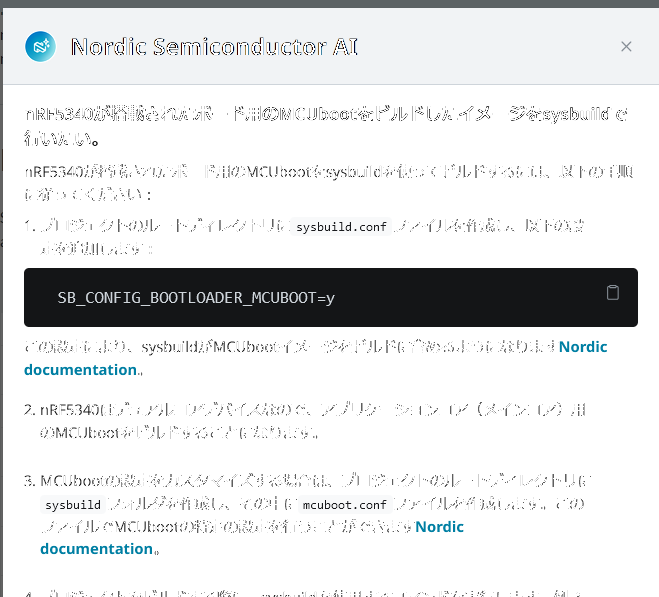 Nordic Semiconductor AI
nRF5340が搭載されたボード用のMCUbootをビルドしたイメージをsysbuildで
行いたい。
nRF5340が搭載されたボード用のMCUbootをsysbuildを使ってビルドするには、以下の手順
に従ってください：
1. プロジェクトのルートディレクトリに sysbuild.conf ファイルを作成し、以下の設
定を追加します：
SB_CONFIG_BOOTLOADER_MCUBOOT=y
この設定により、sysbuildがMCUbootイメージをビルドに含めるようになります Nordic
documentation。
2. nRF5340はデュアルコアデバイスなので、アプリケーションコア（メインコア）用
のMCUbootをビルドすることになります。
3. MCUbootの設定をカスタマイズする場合は、プロジェクトのルートディレクトリに
sysbuild フォルダを作成し、その中に mcuboot.conf ファイルを作成します。この
ファイルでMCUbootの独自の設定を行うことができます Nordic
documentation。
4.